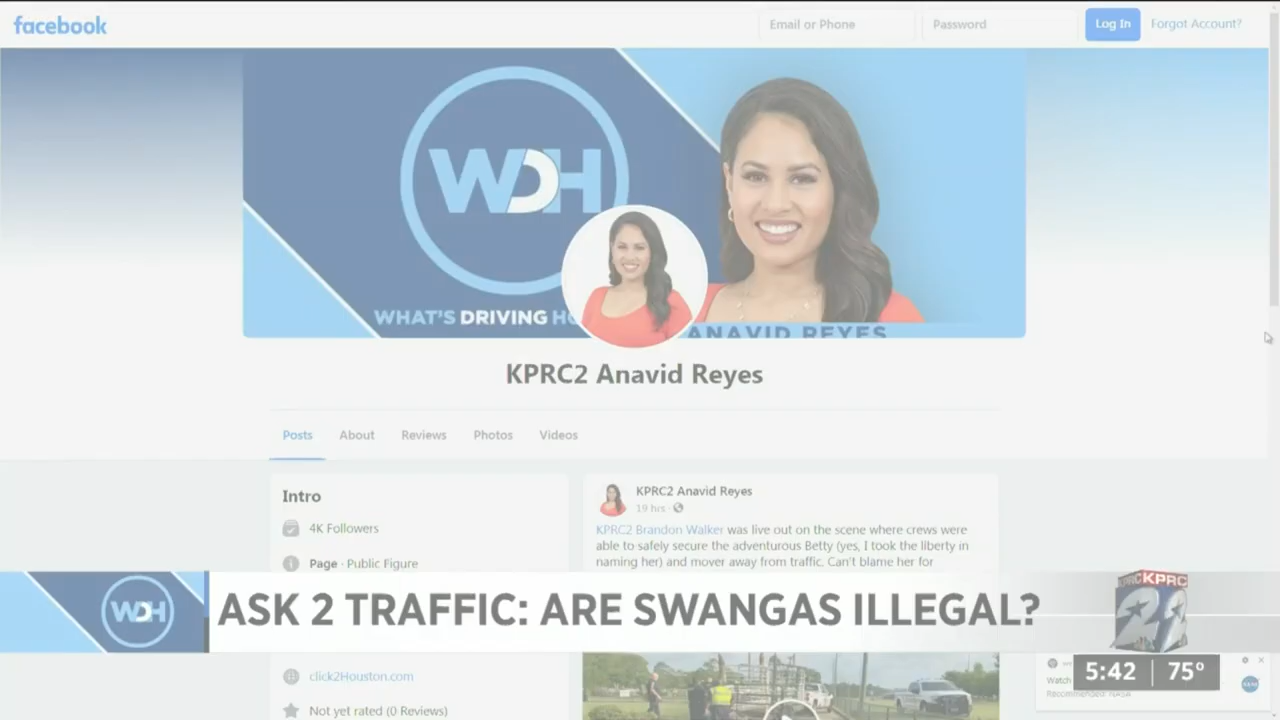 facebook
Email or Phone
Password
Log In
Forgot Account?
WDH
WHAT'S DRIVING HO
ANAVID REYES
KPRC2 Anavid Reyes
Posts
About
Reviews
Photos
Videos
Intro
4K Followers
Page · Public Figure
KPRC2 Anavid Reyes
19 hrs ·
KPRC2 Brandon Walker was live out on the scene where crews were
able to safely secure the adventurous Betty (yes, I took the liberty in
naming her) and mover away from traffic. Can't blame her for
WDH
ASK 2 TRAFFIC: ARE SWANGAS ILLEGAL?
KPRC
2
5:42
75°
click2Houston.com
Not yet rated (0 Reviews)
Watch
Recommended: NASA